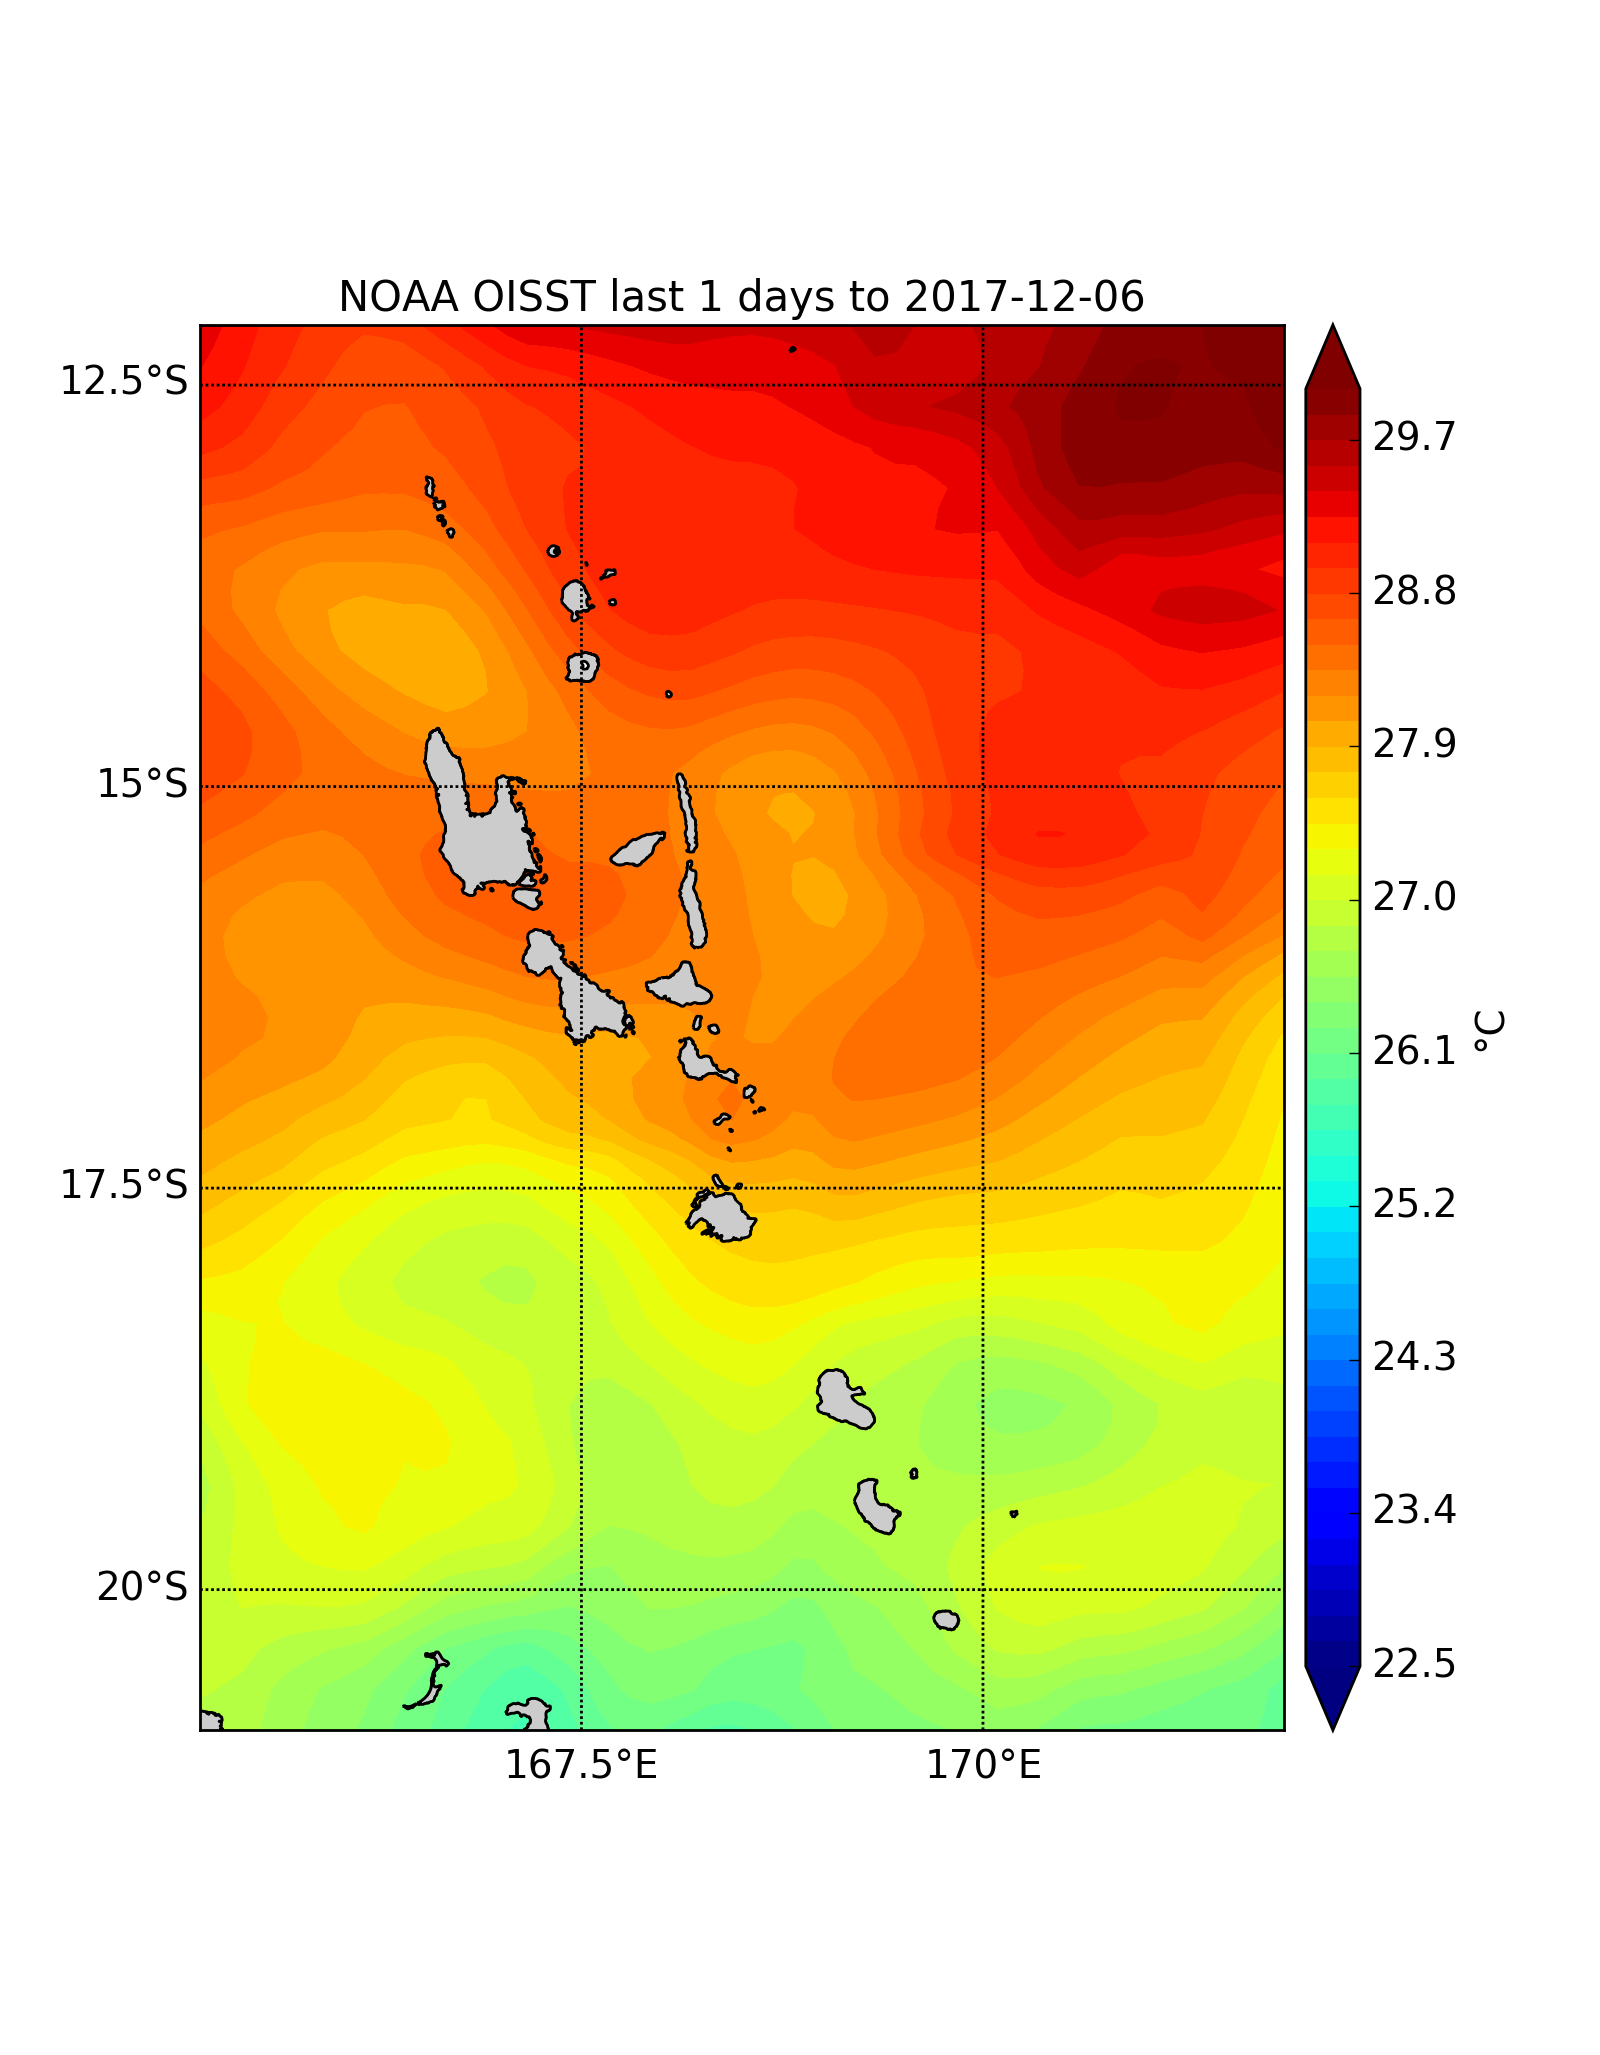 NOAA OISST last 1 days to 2017-12-06
12.5°S
15°S
17.5°S
20°S
167.5°E
170°E
29.7
28.8
27.9
27.0
26.1
25.2
24.3
23.4
22.5
°C